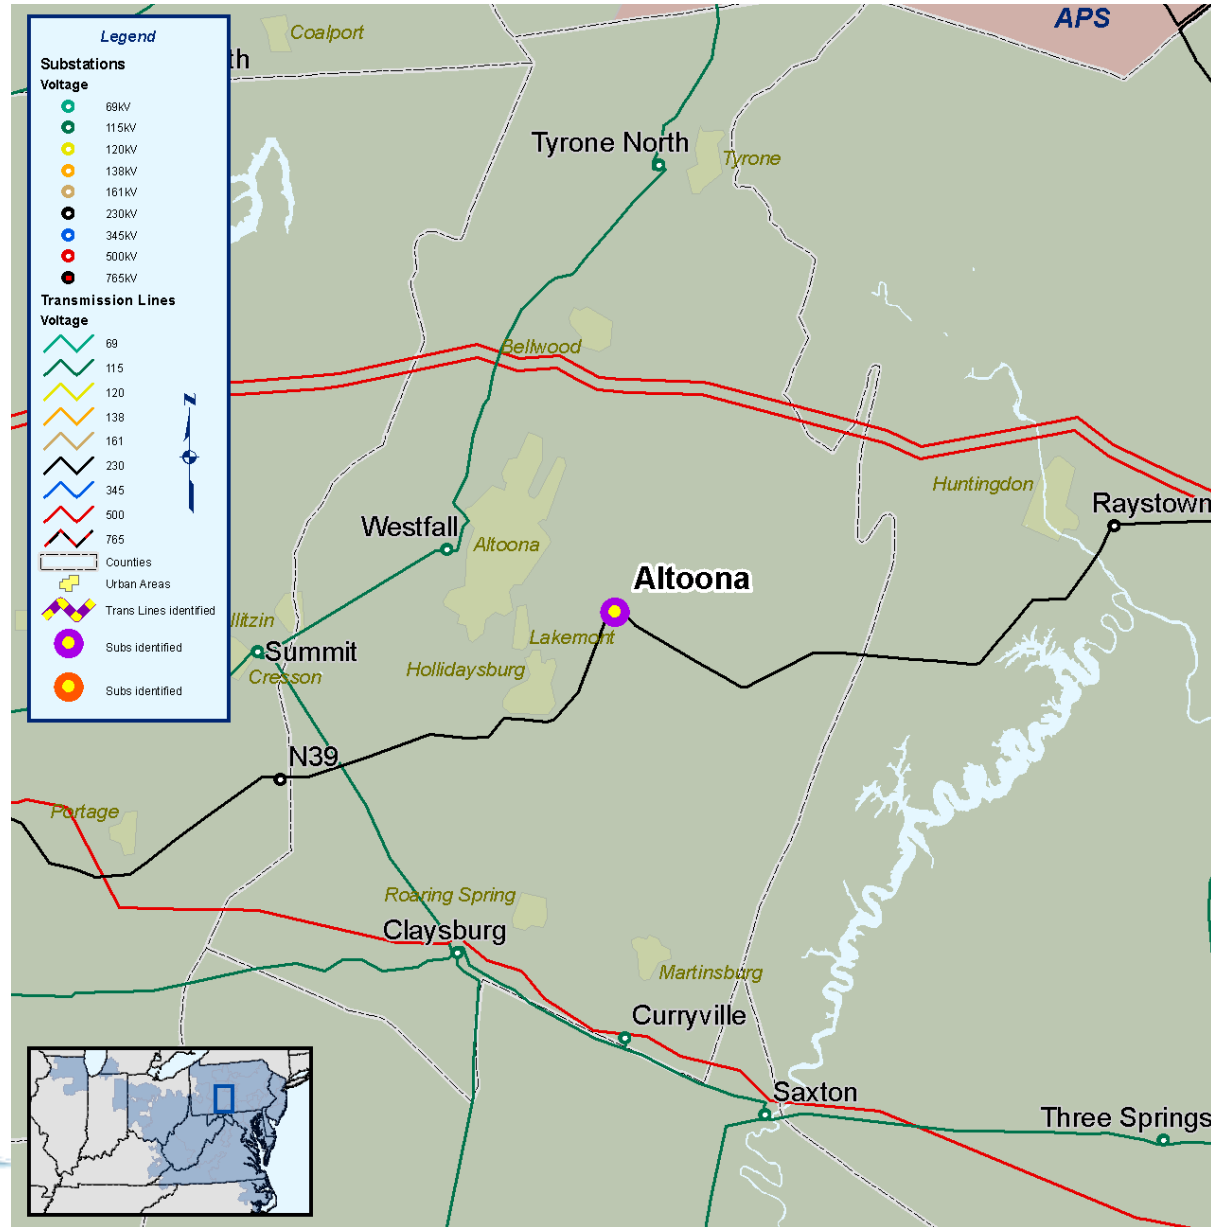 Legend
Substations
Voltage
69kV
115kV
120kV
138kV
161kV
230kV
345kV
500kV
765kV
Transmission Lines
Voltage
69
115
120
138
161
230
345
500
765
Counties
Urban Areas
Trans Lines identified
Subs identified
Subs identified
N
Coalport
APS
Tyrone North
Tyrone
Bellwood
Huntingdon
Raystown
Westfall
Altoona
Altoona
Lakemont
Summit
Cresson
Hollidaysburg
N39
Portage
Roaring Spring
Claysburg
Martinsburg
Curryville
Saxton
Three Springs